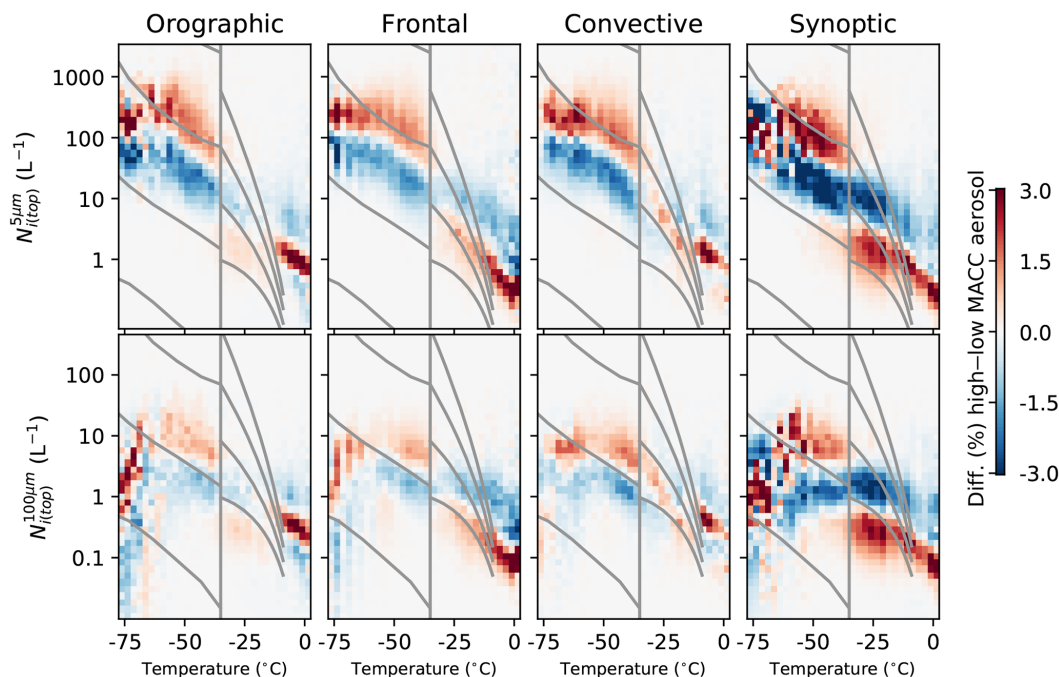 Orographic Frontal Convective Synoptic
1000
100
10
1
N_{i(top)}^{5μm} (L⁻¹)
100
10
1
0.1
N_{i(top)}^{100μm} (L⁻¹)
-75 -50 -25 0 -75 -50 -25 0 -75 -50 -25 0 -75 -50 -25 0
Temperature (°C) Temperature (°C) Temperature (°C) Temperature (°C)
3.0
1.5
0.0
-1.5
-3.0
Diff. (%) high−low MACC aerosol